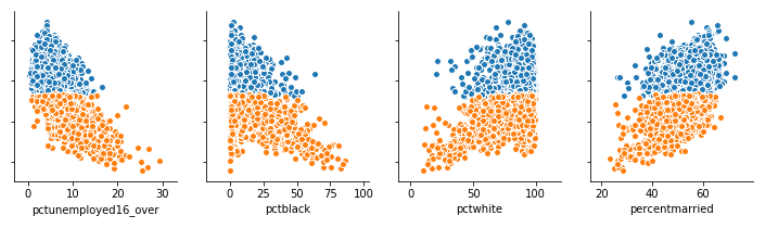 0 10 20 30 0 25 50 75 100 0 50 100 20 40 60
pctunemployed16_over pctblack pctwhite percentmarried